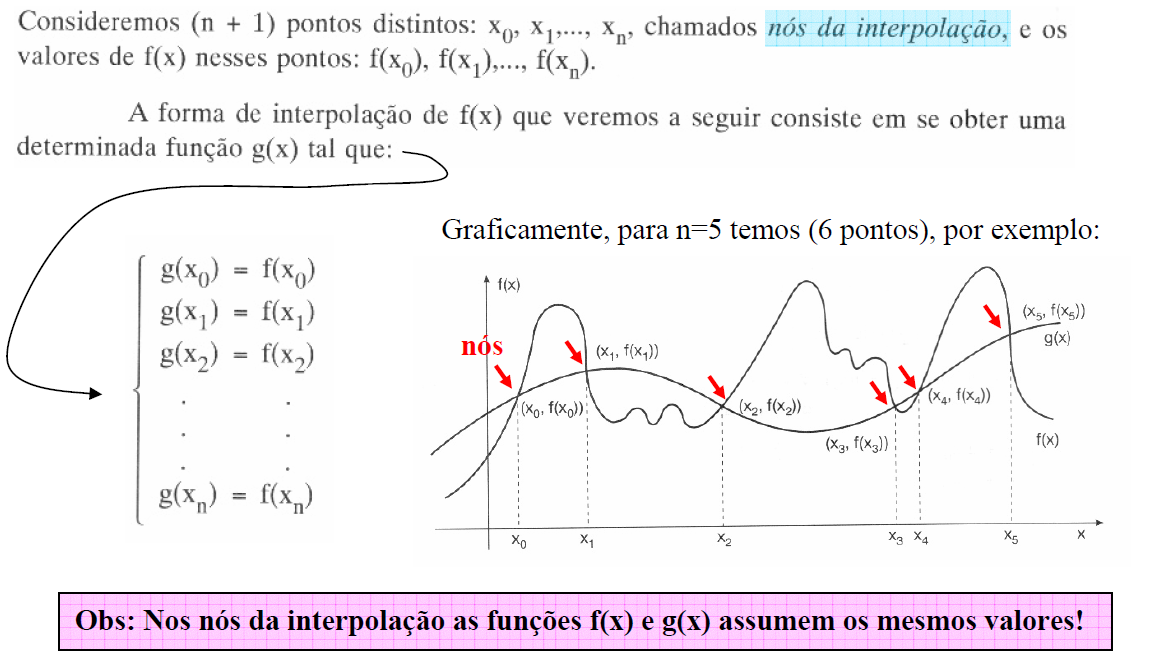 Consideremos (n + 1) pontos distintos: x₀, x₁,..., xₙ, chamados nós da interpolação, e os
valores de f(x) nesses pontos: f(x₀), f(x₁),..., f(xₙ).
A forma de interpolação de f(x) que veremos a seguir consiste em se obter uma
determinada função g(x) tal que:
Graficamente, para n=5 temos (6 pontos), por exemplo:
g(x₀) = f(x₀)
g(x₁) = f(x₁)
g(x₂) = f(x₂)
. .
. .
. .
g(xₙ) = f(xₙ)
f(x)
nós
(x₀, f(x₀))
(x₁, f(x₁))
(x₂, f(x₂))
(x₃, f(x₃))
(x₄, f(x₄))
(x₅, f(x₅))
g(x)
f(x)
x₀ x₁ x₂ x₃ x₄ x₅ x
Obs: Nos nós da interpolação as funções f(x) e g(x) assumem os mesmos valores!